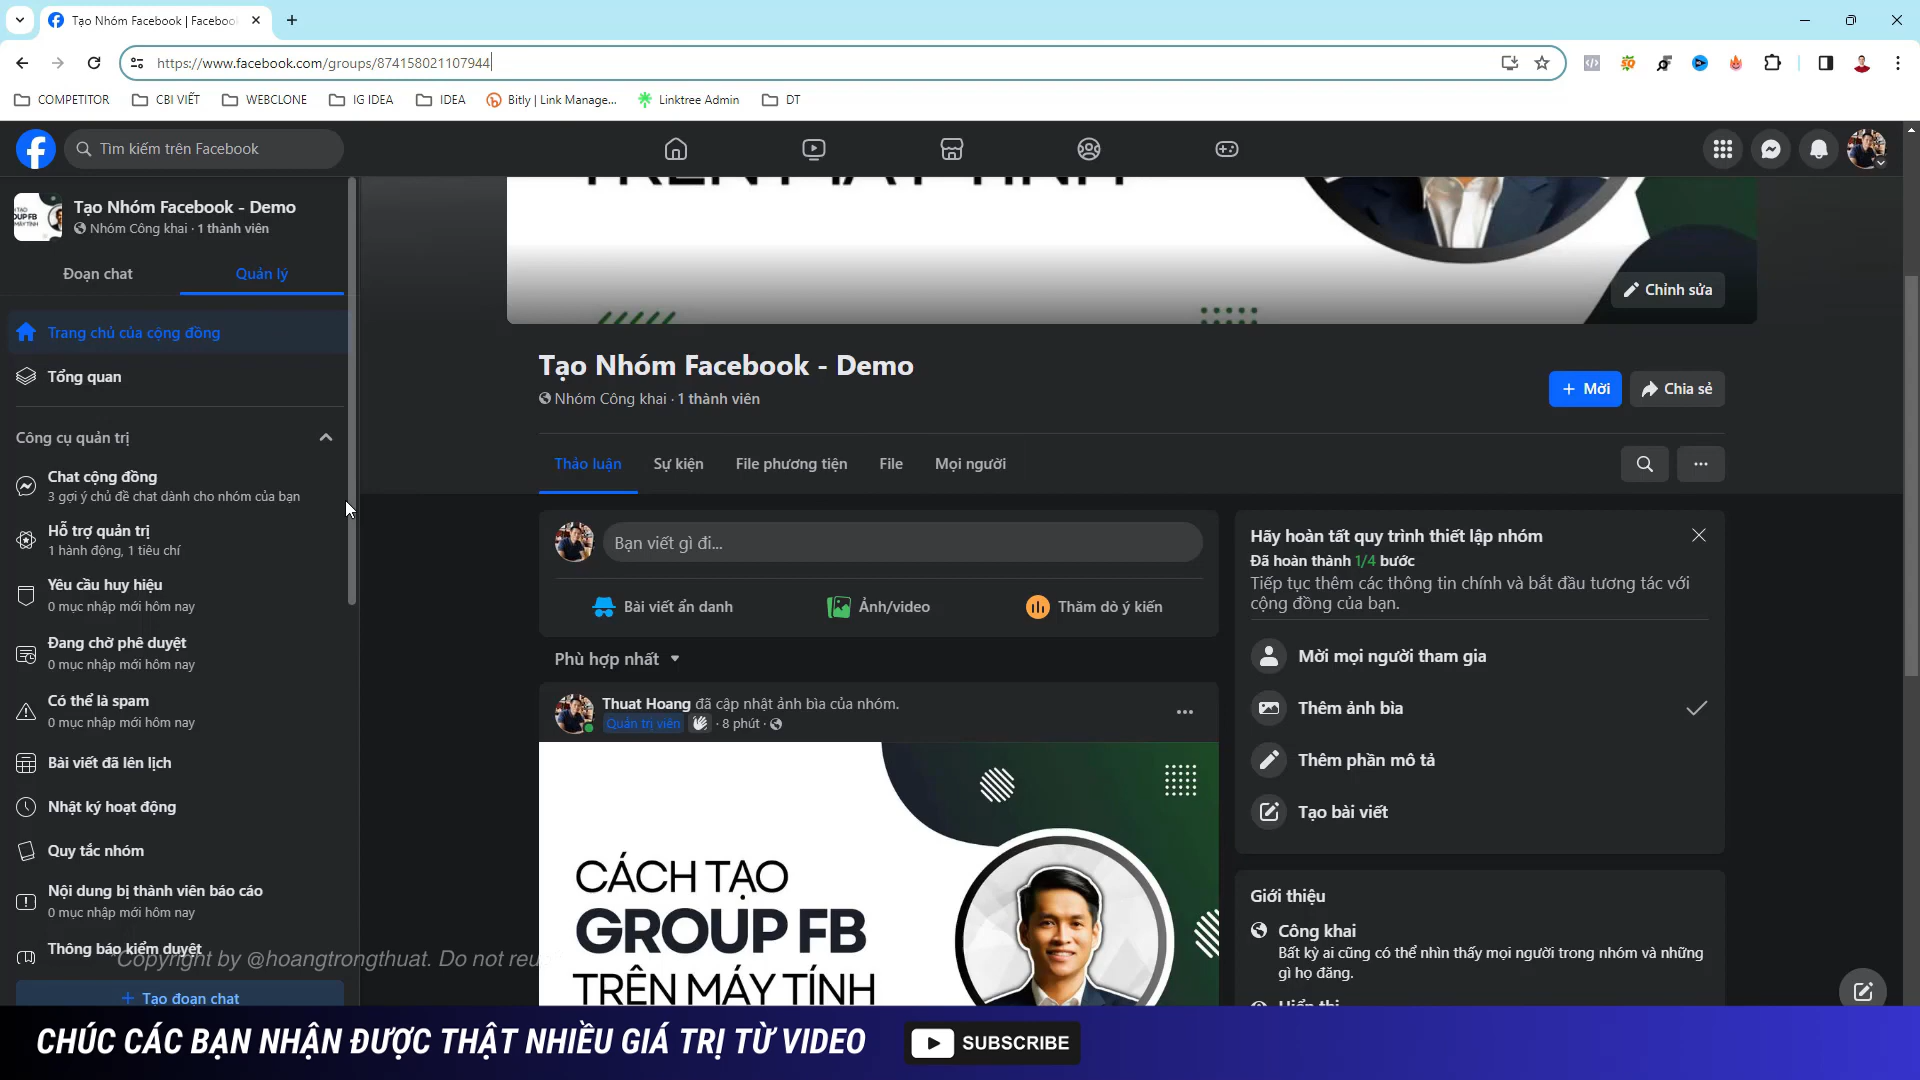 Tạo Nhóm Facebook | Facebook
https://www.facebook.com/groups/874158021107944
COMPETITOR
CBI VIẾT
WEBCLONE
IG IDEA
IDEA
Bitly | Link Manage...
Linktree Admin
DT
Tìm kiếm trên Facebook
Tạo Nhóm Facebook - Demo
Nhóm Công khai · 1 thành viên
Đoạn chat
Quản lý
Trang chủ của cộng đồng
Tổng quan
Công cụ quản trị
Chat cộng đồng
3 gợi ý chủ đề chat dành cho nhóm của bạn
Hỗ trợ quản trị
1 hành động, 1 tiêu chí
Yêu cầu huy hiệu
0 mục nhập mới hôm nay
Đang chờ phê duyệt
0 mục nhập mới hôm nay
Có thể là spam
0 mục nhập mới hôm nay
Bài viết đã lên lịch
Nhật ký hoạt động
Quy tắc nhóm
Nội dung bị thành viên báo cáo
0 mục nhập mới hôm nay
Thông báo kiểm duyệt
Copyright by @hoangtrongthuat. Do not reup
+ Tạo đoạn chat
TRÊN MÁY TÍNH
Chỉnh sửa
Tạo Nhóm Facebook - Demo
Nhóm Công khai · 1 thành viên
+ Mời
Chia sẻ
Thảo luận
Sự kiện
File phương tiện
File
Mọi người
Bạn viết gì đi...
Bài viết ẩn danh
Ảnh/video
Thăm dò ý kiến
Phù hợp nhất
Thuat Hoang đã cập nhật ảnh bìa của nhóm.
Quản trị viên · 8 phút ·
CÁCH TẠO
GROUP FB
TRÊN MÁY TÍNH
Hãy hoàn tất quy trình thiết lập nhóm
Đã hoàn thành 1/4 bước
Tiếp tục thêm các thông tin chính và bắt đầu tương tác với
cộng đồng của bạn.
Mời mọi người tham gia
Thêm ảnh bìa
Thêm phần mô tả
Tạo bài viết
Giới thiệu
Công khai
Bất kỳ ai cũng có thể nhìn thấy mọi người trong nhóm và những
gì họ đăng.
Hiển thị
CHÚC CÁC BẠN NHẬN ĐƯỢC THẬT NHIỀU GIÁ TRỊ TỪ VIDEO
SUBSCRIBE